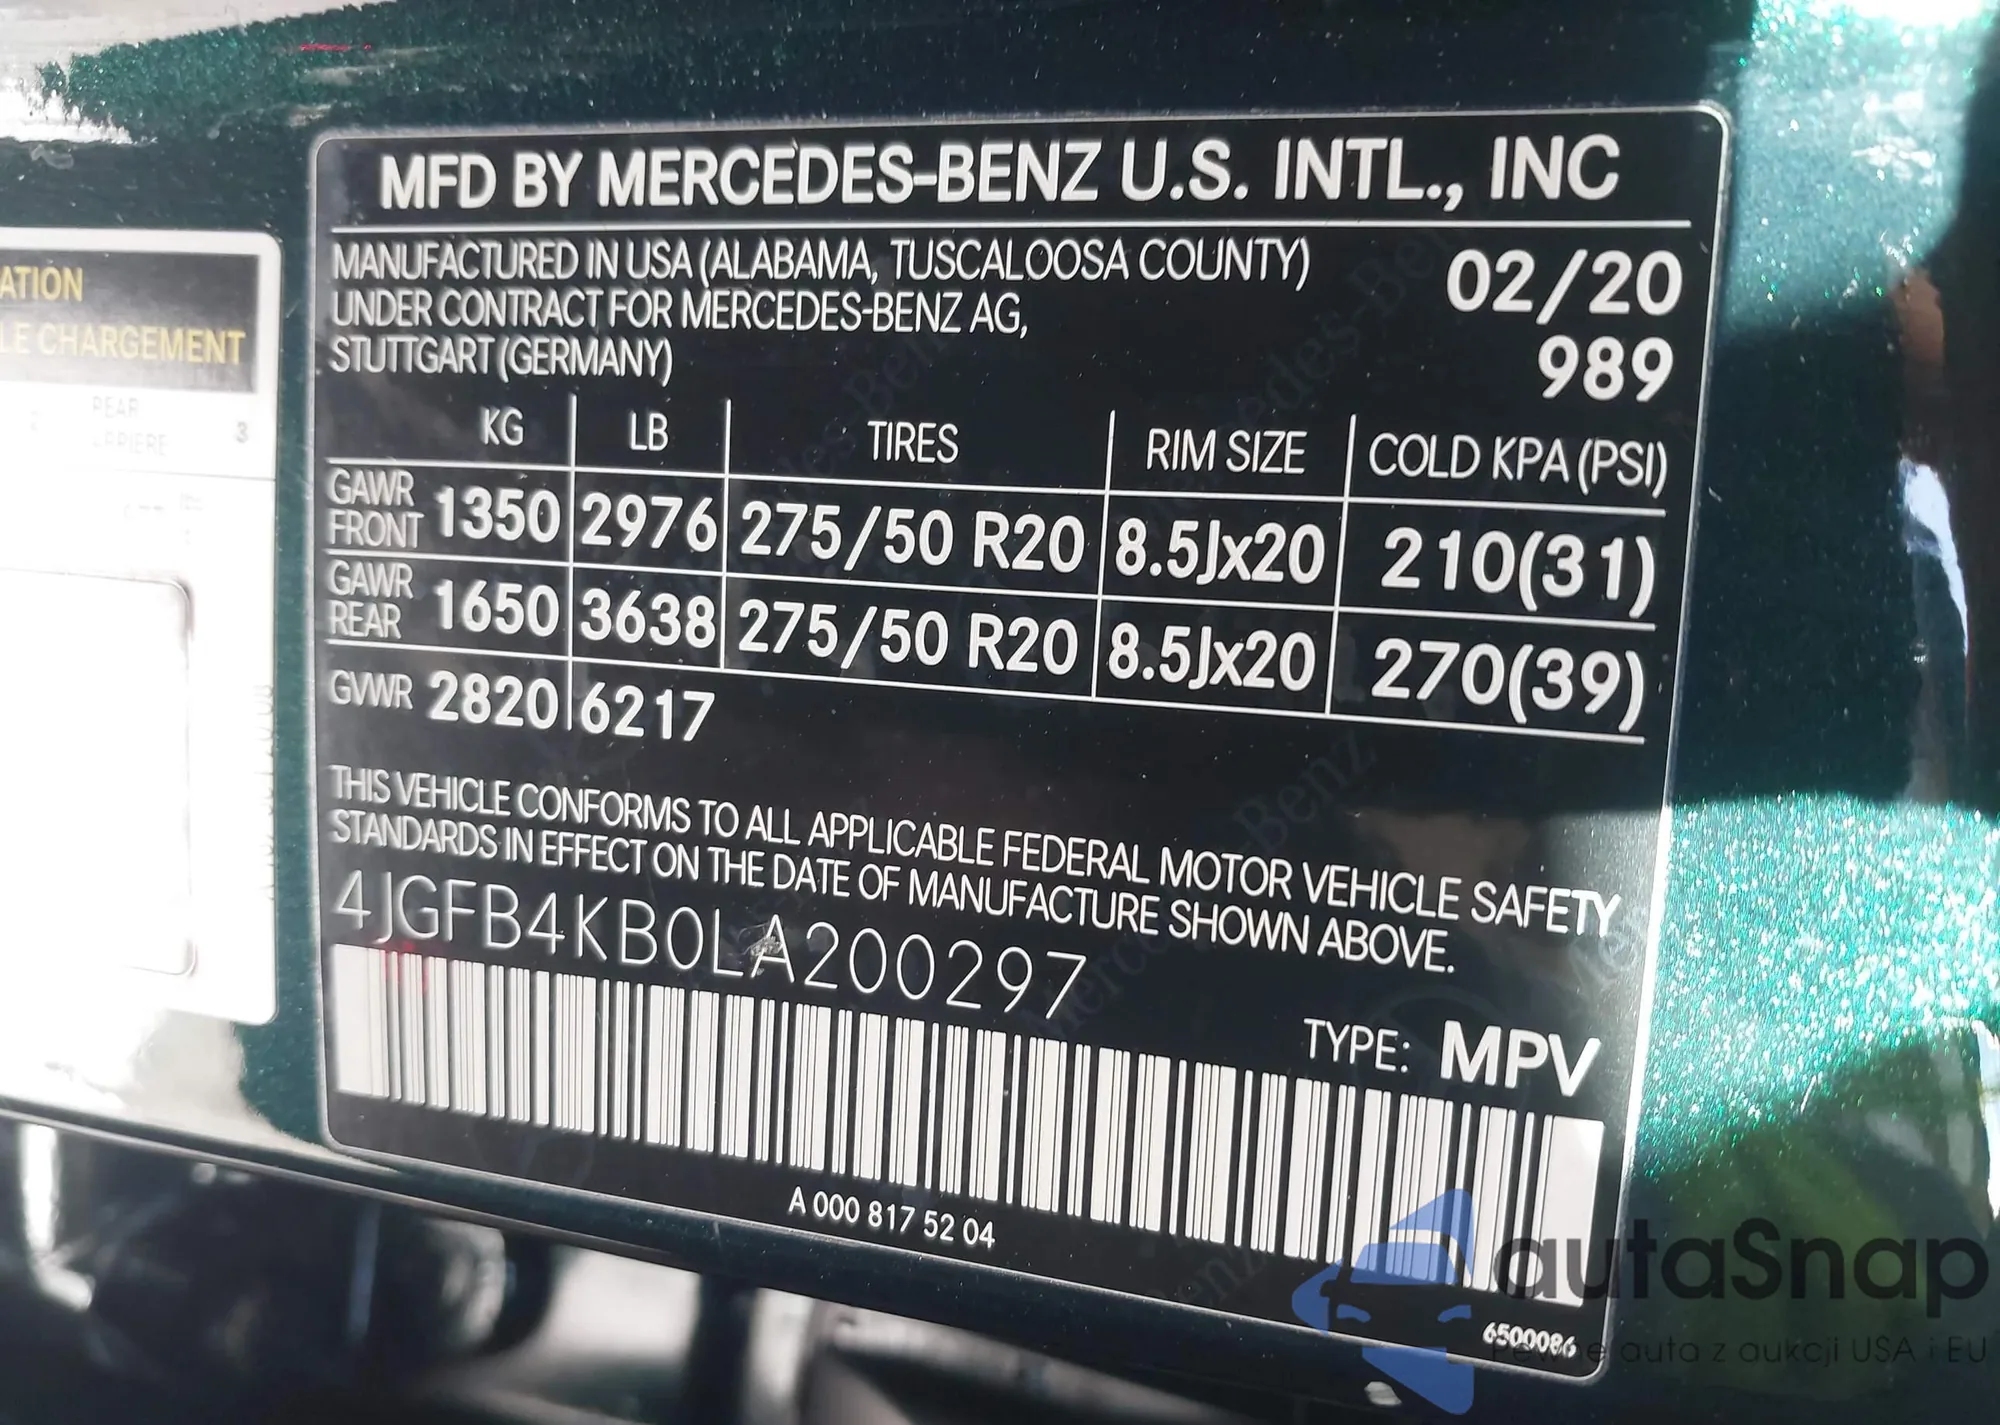 ATION
LE CHARGEMENT
REAR
3
MFD BY MERCEDES-BENZ U.S. INTL., INC
MANUFACTURED IN USA (ALABAMA, TUSCALOOSA COUNTY)
UNDER CONTRACT FOR MERCEDES-BENZ AG,
STUTTGART (GERMANY)
02/20
989
KG LB TIRES RIM SIZE COLD KPA (PSI)
GAWR FRONT 1350 2976 275/50 R20 8.5Jx20 210(31)
GAWR REAR 1650 3638 275/50 R20 8.5Jx20 270(39)
GVWR 2820 6217
THIS VEHICLE CONFORMS TO ALL APPLICABLE FEDERAL MOTOR VEHICLE SAFETY
STANDARDS IN EFFECT ON THE DATE OF MANUFACTURE SHOWN ABOVE.
4JGFB4KB0LA200297
TYPE: MPV
A 000 817 52 04
6500086
autaSnap
Pewne auta z aukcji USA i EU